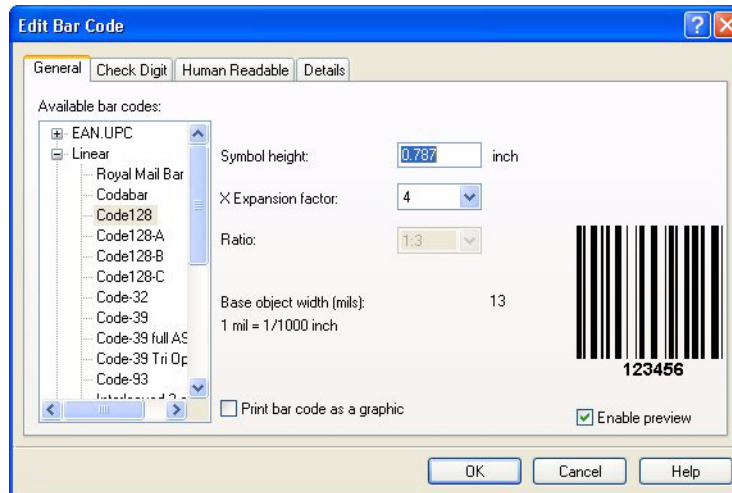 Edit Bar Code
General Check Digit Human Readable Details
Available bar codes:
EAN.UPC
Linear
Royal Mail Bar
Codabar
Code128
Code128-A
Code128-B
Code128-C
Code-32
Code-39
Code-39 full AS
Code-39 Tri Op
Code-93
Symbol height: 0.787 inch
X Expansion factor: 4
Ratio: 1:3
Base object width (mils): 13
1 mil = 1/1000 inch
123456
Print bar code as a graphic
Enable preview
OK Cancel Help